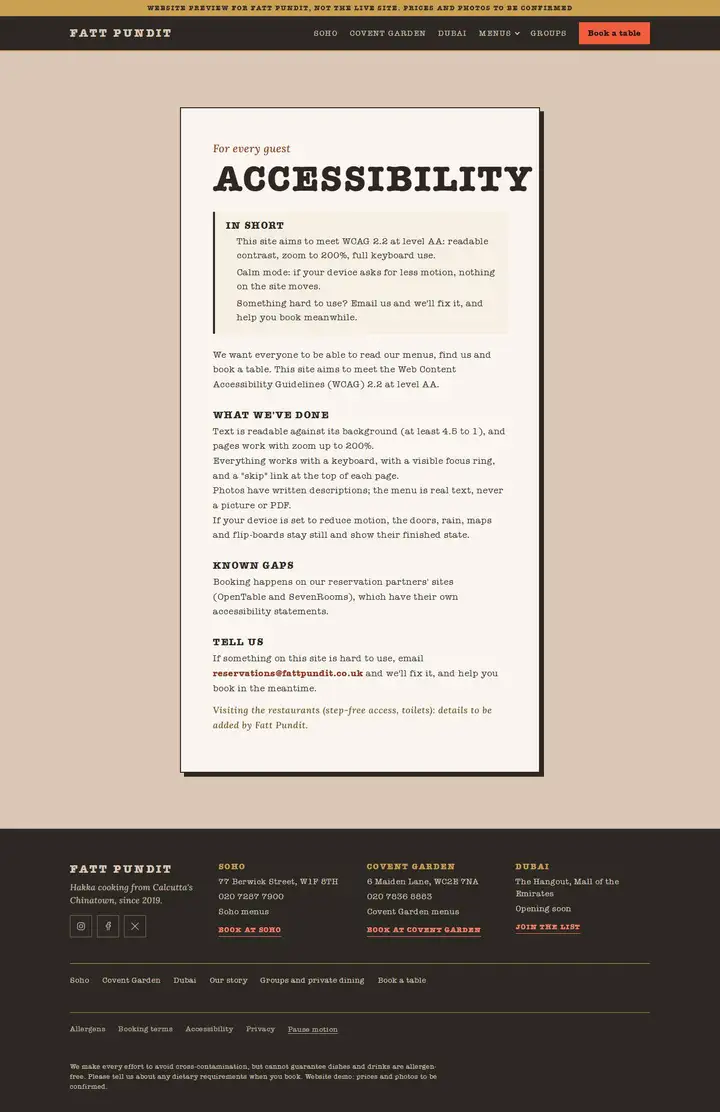 WEBSITE PREVIEW FOR FATT PUNDIT, NOT THE LIVE SITE. PRICES AND PHOTOS TO BE CONFIRMED
FATT PUNDIT
SOHO COVENT GARDEN DUBAI MENUS GROUPS Book a table
For every guest
ACCESSIBILITY
IN SHORT
This site aims to meet WCAG 2.2 at level AA: readable
contrast, zoom to 200%, full keyboard use.
Calm mode: if your device asks for less motion, nothing
on the site moves.
Something hard to use? Email us and we'll fix it, and
help you book meanwhile.
We want everyone to be able to read our menus, find us and
book a table. This site aims to meet the Web Content
Accessibility Guidelines (WCAG) 2.2 at level AA.
WHAT WE'VE DONE
Text is readable against its background (at least 4.5 to 1), and
pages work with zoom up to 200%.
Everything works with a keyboard, with a visible focus ring,
and a "skip" link at the top of each page.
Photos have written descriptions; the menu is real text, never
a picture or PDF.
If your device is set to reduce motion, the doors, rain, maps
and flip-boards stay still and show their finished state.
KNOWN GAPS
Booking happens on our reservation partners' sites
(OpenTable and SevenRooms), which have their own
accessibility statements.
TELL US
If something on this site is hard to use, email
reservations@fattpundit.co.uk and we'll fix it, and help you
book in the meantime.
Visiting the restaurants (step-free access, toilets): details to be
added by Fatt Pundit.
FATT PUNDIT
Hakka cooking from Calcutta's
Chinatown, since 2019.
SOHO
77 Berwick Street, W1F 8TH
020 7287 7900
Soho menus
BOOK AT SOHO
COVENT GARDEN
6 Maiden Lane, WC2E 7NA
020 7836 8883
Covent Garden menus
BOOK AT COVENT GARDEN
DUBAI
The Hangout, Mall of the
Emirates
Opening soon
JOIN THE LIST
Soho Covent Garden Dubai Our story Groups and private dining Book a table
Allergens Booking terms Accessibility Privacy Pause motion
We make every effort to avoid cross-contamination, but cannot guarantee dishes and drinks are allergen-
free. Please tell us about any dietary requirements when you book. Website demo: prices and photos to be
confirmed.